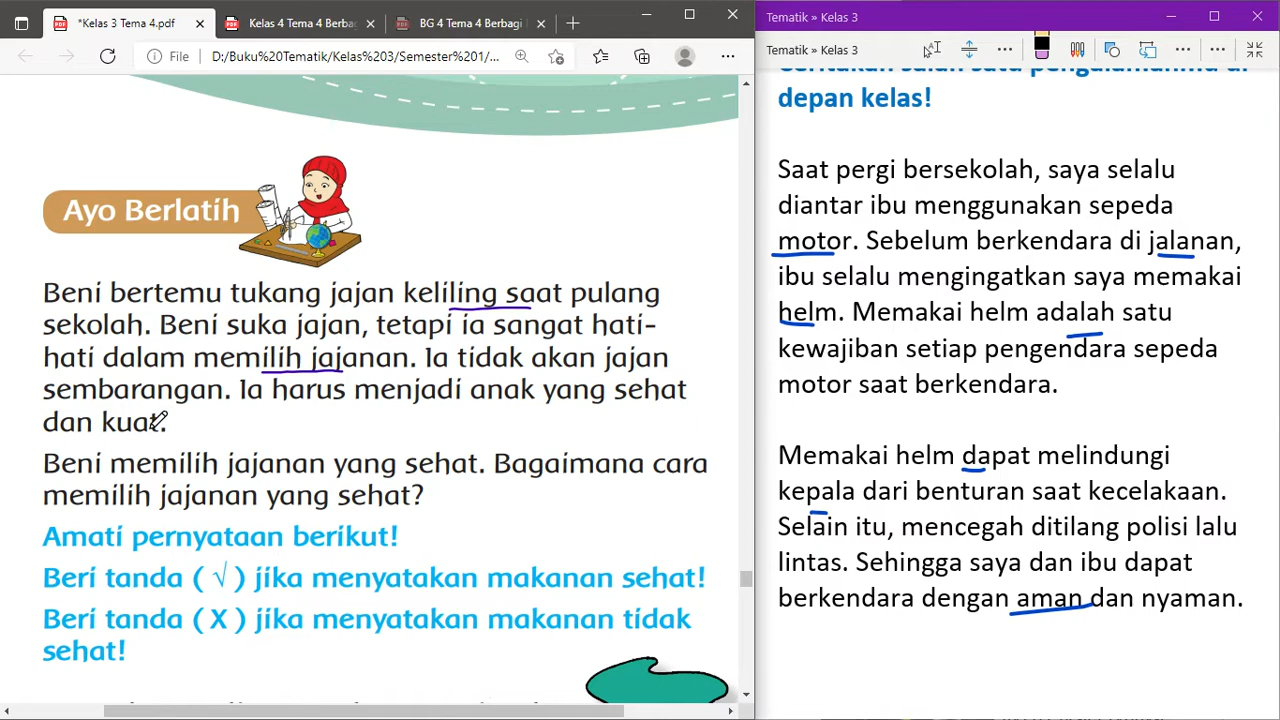 *Kelas 3 Tema 4.pdf
Kelas 4 Tema 4 Berbag
BG 4 Tema 4 Berbagi
File
D:/Buku%20Tematik/Kelas%203/Semester%201/...
Ayo Berlatih
Beni bertemu tukang jajan keliling saat pulang
sekolah. Beni suka jajan, tetapi ia sangat hati-
hati dalam memilih jajanan. Ia tidak akan jajan
sembarangan. Ia harus menjadi anak yang sehat
dan kuat.
Beni memilih jajanan yang sehat. Bagaimana cara
memilih jajanan yang sehat?
Amati pernyataan berikut!
Beri tanda ( √ ) jika menyatakan makanan sehat!
Beri tanda ( X ) jika menyatakan makanan tidak
sehat!
Tematik » Kelas 3
Tematik » Kelas 3
depan kelas!
Saat pergi bersekolah, saya selalu
diantar ibu menggunakan sepeda
motor. Sebelum berkendara di jalanan,
ibu selalu mengingatkan saya memakai
helm. Memakai helm adalah satu
kewajiban setiap pengendara sepeda
motor saat berkendara.
Memakai helm dapat melindungi
kepala dari benturan saat kecelakaan.
Selain itu, mencegah ditilang polisi lalu
lintas. Sehingga saya dan ibu dapat
berkendara dengan aman dan nyaman.